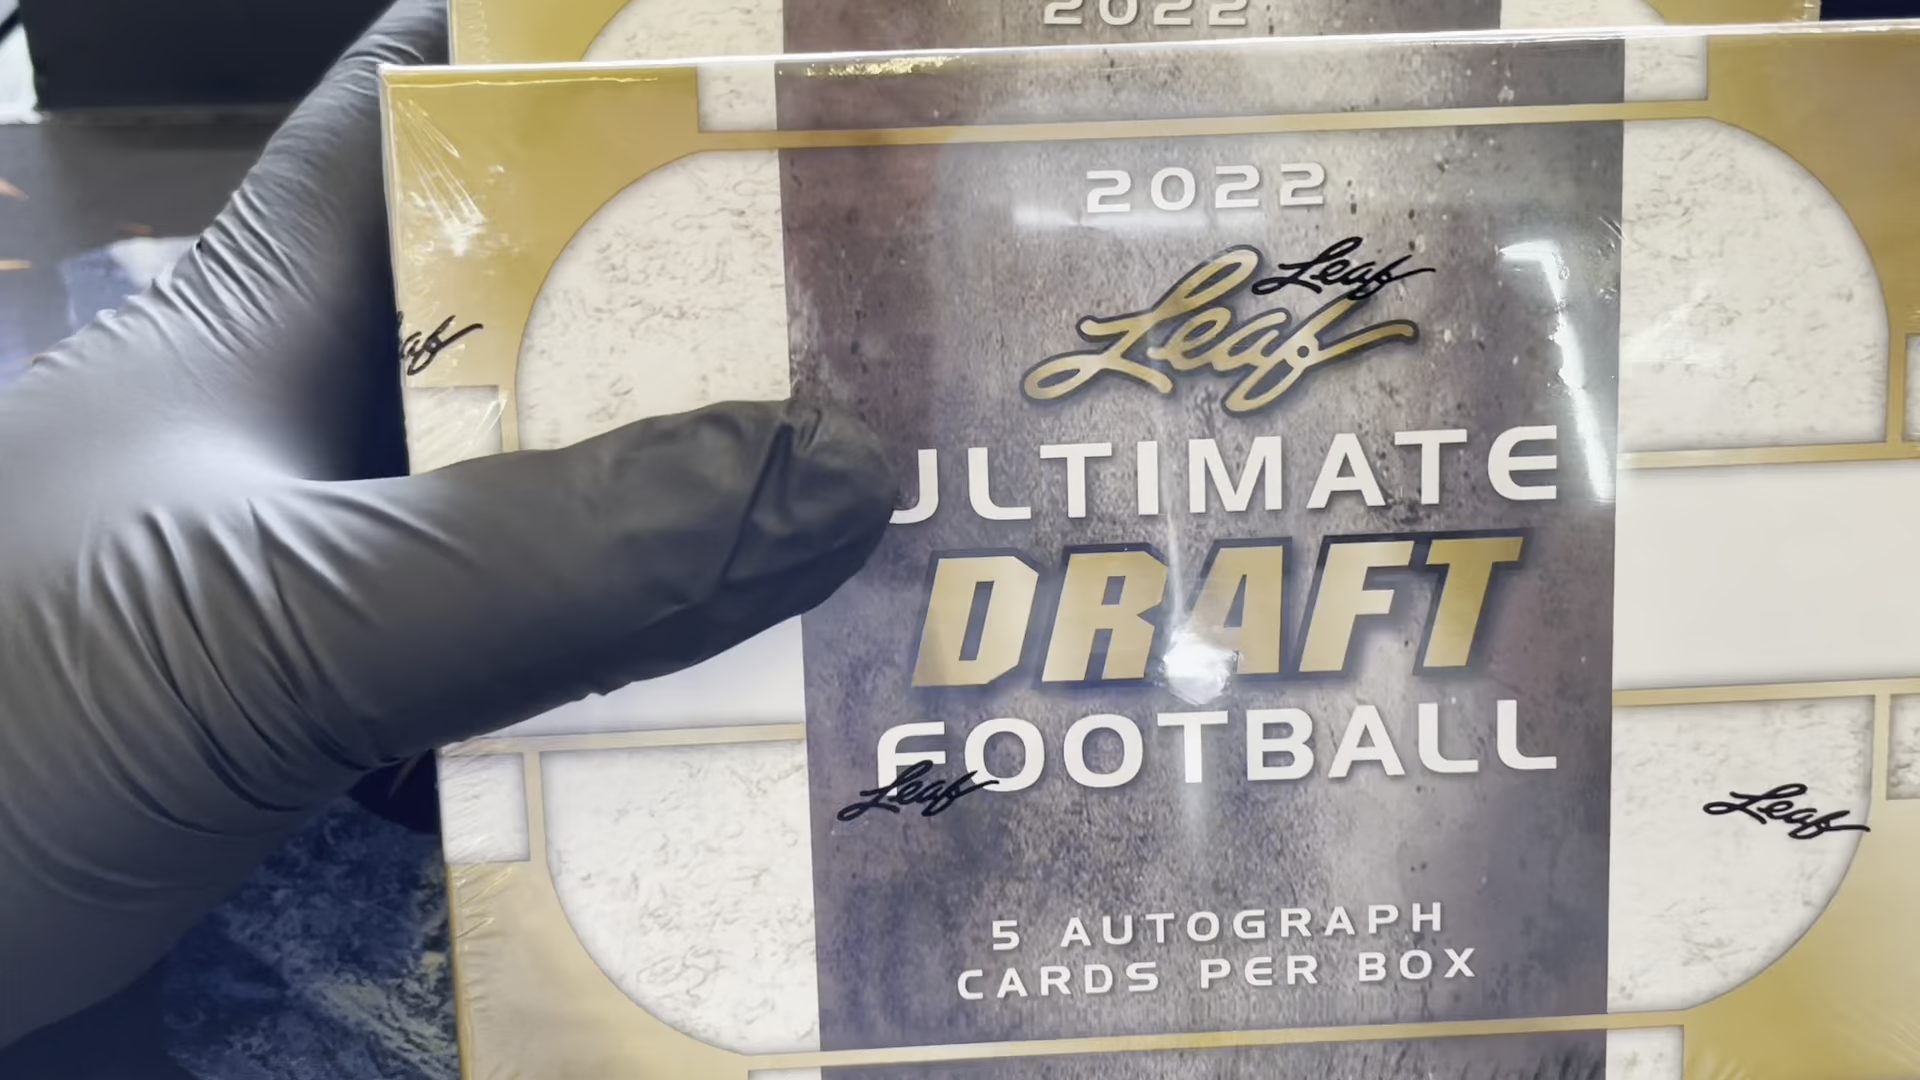 2022
2022
Leaf
Leaf
Leaf
ULTIMATE
DRAFT
FOOTBALL
Leaf
Leaf
5 AUTOGRAPH
CARDS PER BOX